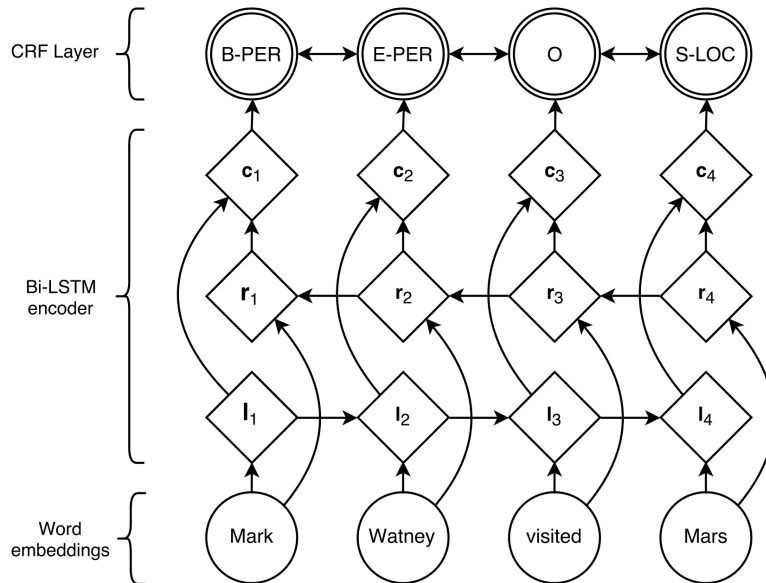 CRF Layer
B-PER
E-PER
O
S-LOC
c₁
c₂
c₃
c₄
Bi-LSTM
encoder
r₁
r₂
r₃
r₄
l₁
l₂
l₃
l₄
Word
embeddings
Mark
Watney
visited
Mars